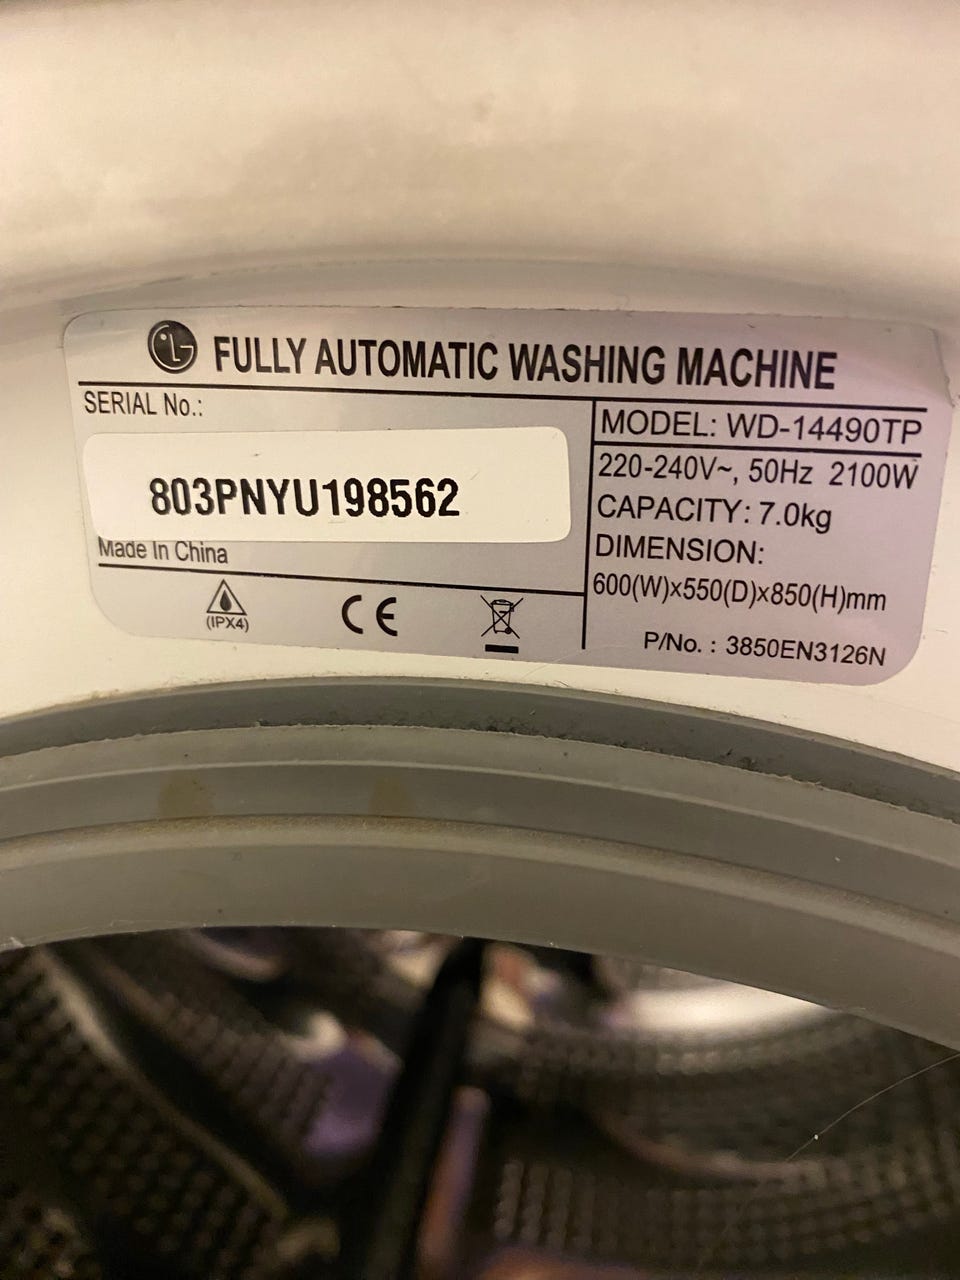 LG FULLY AUTOMATIC WASHING MACHINE
SERIAL No.:
803PNYU198562
Made In China
(IPX4)
CE
MODEL: WD-14490TP
220-240V~, 50Hz 2100W
CAPACITY: 7.0kg
DIMENSION:
600(W)x550(D)x850(H)mm
P/No. : 3850EN3126N